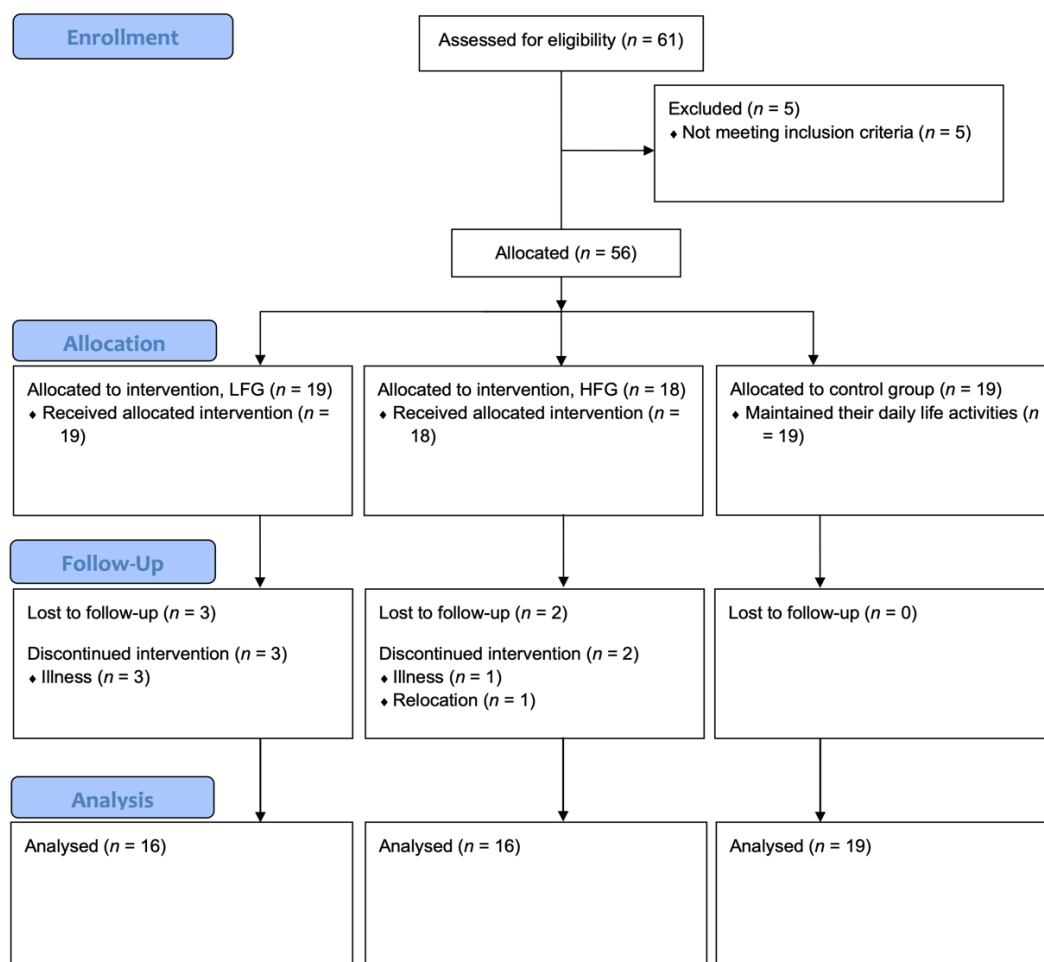 Enrollment
Assessed for eligibility (n = 61)
Excluded (n = 5)
♦ Not meeting inclusion criteria (n = 5)
Allocated (n = 56)
Allocation
Allocated to intervention, LFG (n = 19)
♦ Received allocated intervention (n =
19)
Allocated to intervention, HFG (n = 18)
♦ Received allocated intervention (n =
18)
Allocated to control group (n = 19)
♦ Maintained their daily life activities (n
= 19)
Follow-Up
Lost to follow-up (n = 3)
Discontinued intervention (n = 3)
♦ Illness (n = 3)
Lost to follow-up (n = 2)
Discontinued intervention (n = 2)
♦ Illness (n = 1)
♦ Relocation (n = 1)
Lost to follow-up (n = 0)
Analysis
Analysed (n = 16)
Analysed (n = 16)
Analysed (n = 19)